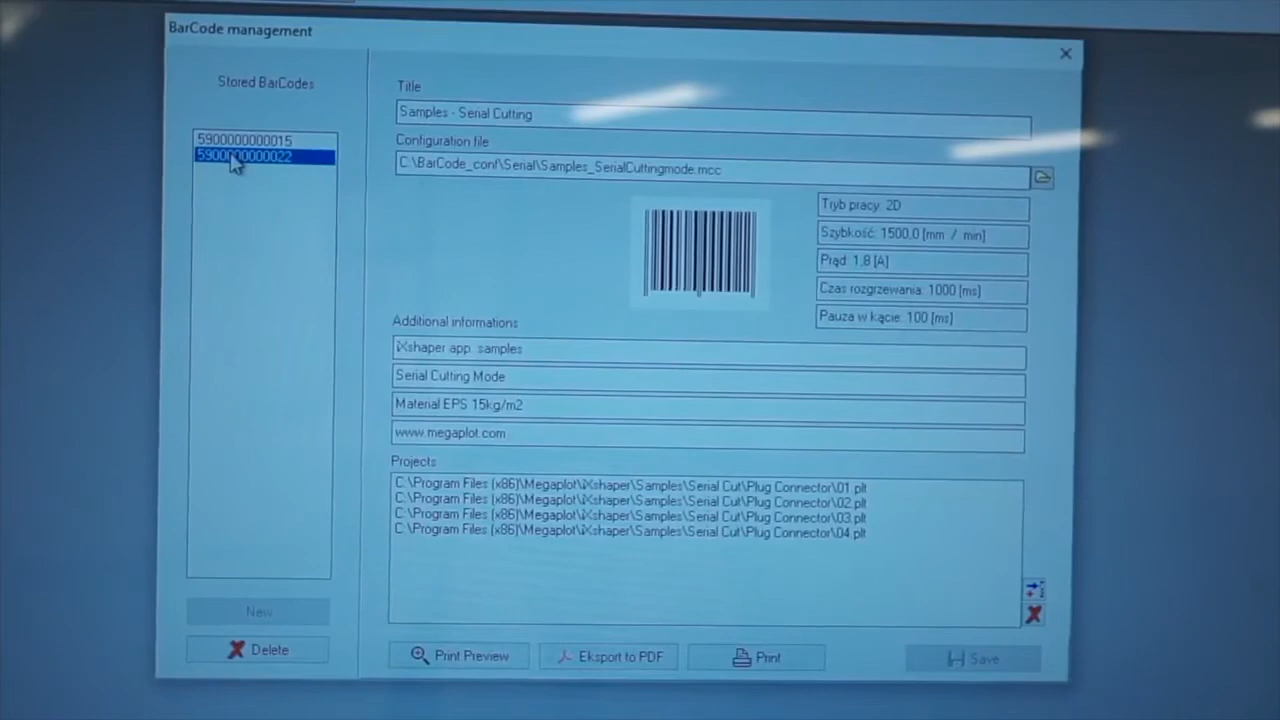 BarCode management
Stored BarCodes
5900000000015
5900000000022
New
Delete
Title
Samples - Serial Cutting
Configuration file
C:\BarCode_conf\Serial\Samples_SerialCuttingmode.mcc
Tryb pracy: 2D
Szybkość: 1500,0 [mm / min]
Prąd: 1,8 [A]
Czas rozgrzewania: 1000 [ms]
Pauza w kącie: 100 [ms]
Additional informations
iXshaper app. samples
Serial Cutting Mode
Material EPS 15kg/m2
www.megaplot.com
Projects
C:\Program Files (x86)\Megaplot\iXshaper\Samples\Serial Cut\Plug Connector\01.plt
C:\Program Files (x86)\Megaplot\iXshaper\Samples\Serial Cut\Plug Connector\02.plt
C:\Program Files (x86)\Megaplot\iXshaper\Samples\Serial Cut\Plug Connector\03.plt
C:\Program Files (x86)\Megaplot\iXshaper\Samples\Serial Cut\Plug Connector\04.plt
Print Preview
Eksport to PDF
Print
Save